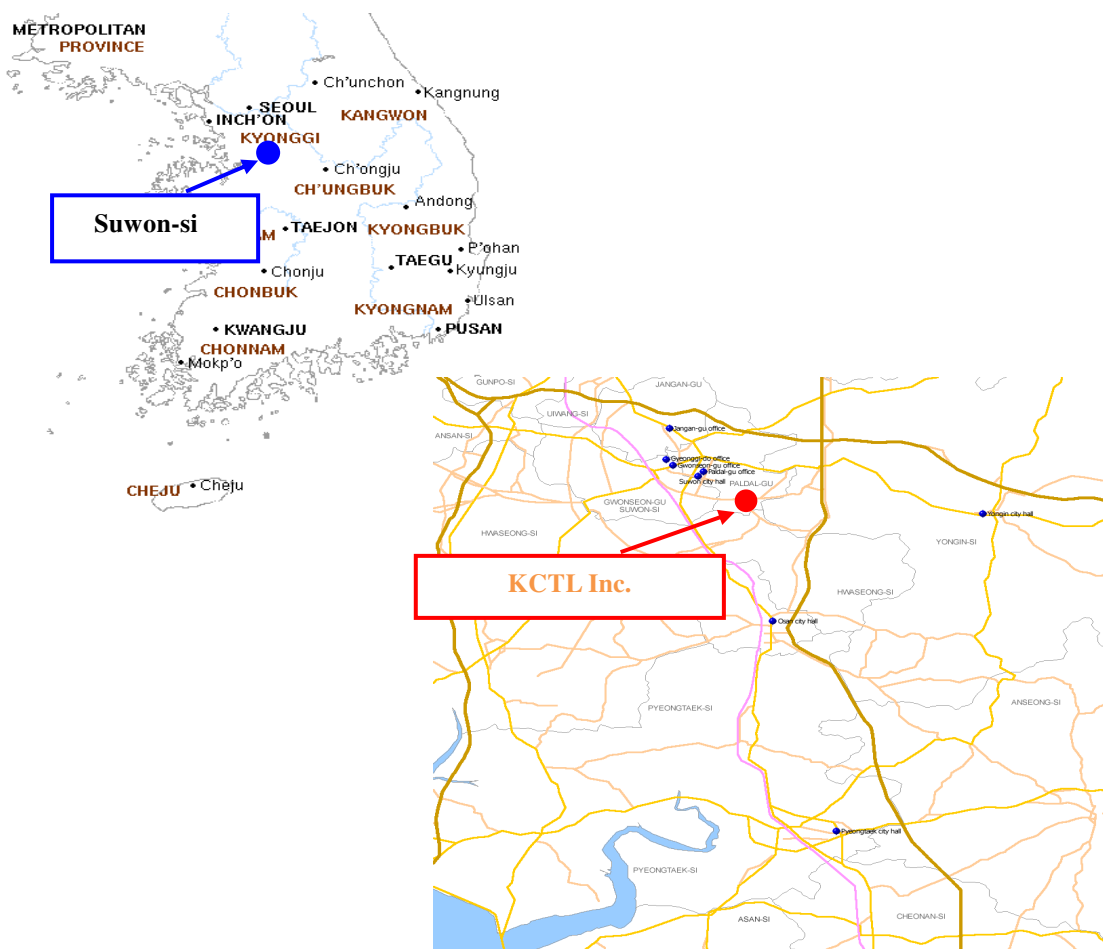 METROPOLITAN
PROVINCE
Ch'unchon
Kangnung
SEOUL
INCH'ON
KANGWON
KYONGGI
Ch'ongju
CH'UNGBUK
Suwon-si
Andong
TAEJON
KYONGBUK
AM
P'ohan
TAEGU
Kyungju
Chonju
CHONBUK
KYONGNAM
Ulsan
KWANGJU
PUSAN
CHONNAM
Mokp'o
CHEJU
Cheju
GUNPO-SI
JANGAN-GU
UIWANG-SI
Jangan-gu office
ANSAN-SI
Gyeonggi-do office
Gwonseon-gu office
Paldal-gu office
Suwon city hall
PALDAL-GU
GWONSEON-GU
SUWON-SI
Yongin city hall
HWASEONG-SI
YONGIN-SI
KCTL Inc.
HWASEONG-SI
Osan city hall
PYEONGTAEK-SI
ANSEONG-SI
Pyeongtaek city hall
PYEONGTAEK-SI
ASAN-SI
CHEONAN-SI